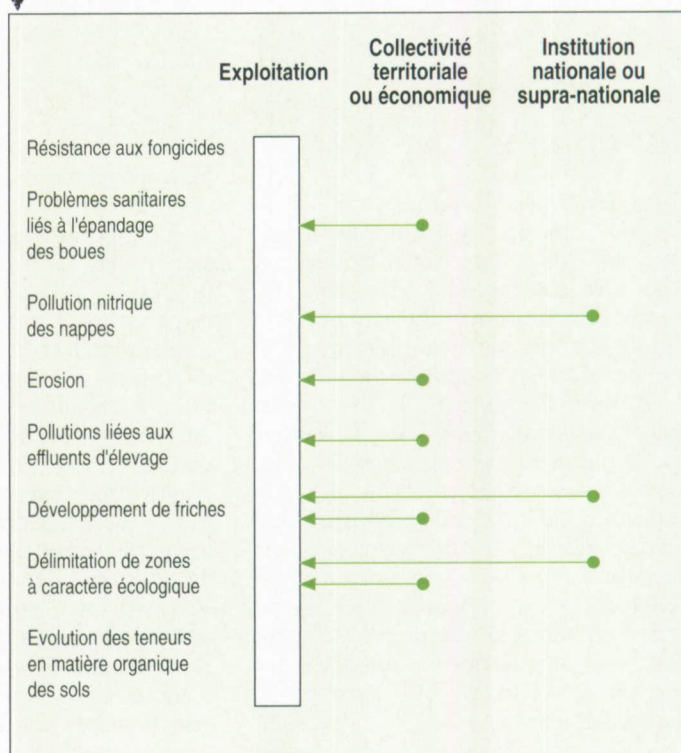 Exploitation
Collectivité
territoriale
ou économique
Institution
nationale ou
supra-nationale
Résistance aux fongicides
Problèmes sanitaires
liés à l'épandage
des boues
Pollution nitrique
des nappes
Erosion
Pollutions liées aux
effluents d'élevage
Développement de friches
Délimitation de zones
à caractère écologique
Evolution des teneurs
en matière organique
des sols